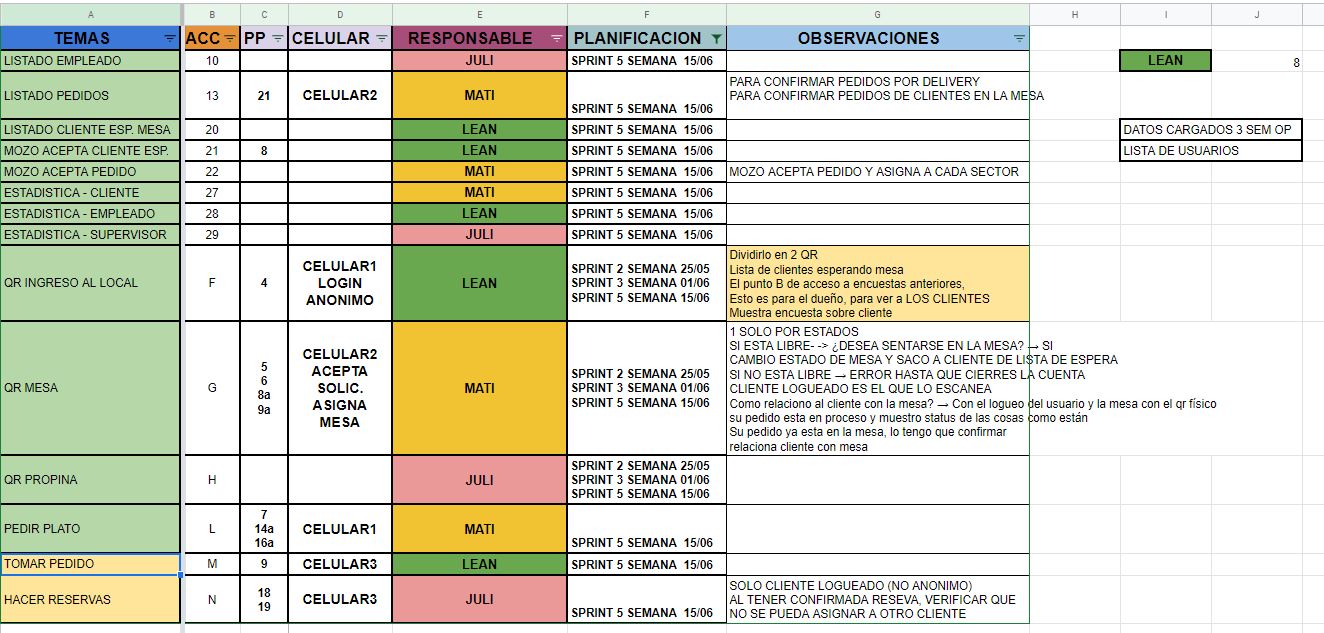 A B C D E F G H I J
TEMAS ACC PP CELULAR RESPONSABLE PLANIFICACION OBSERVACIONES
LISTADO EMPLEADO 10 JULI SPRINT 5 SEMANA 15/06
LEAN 8
LISTADO PEDIDOS 13 21 CELULAR2 MATI SPRINT 5 SEMANA 15/06
PARA CONFIRMAR PEDIDOS POR DELIVERY
PARA CONFIRMAR PEDIDOS DE CLIENTES EN LA MESA
LISTADO CLIENTE ESP. MESA 20 LEAN SPRINT 5 SEMANA 15/06
DATOS CARGADOS 3 SEM OP
MOZO ACEPTA CLIENTE ESP. 21 8 LEAN SPRINT 5 SEMANA 15/06
LISTA DE USUARIOS
MOZO ACEPTA PEDIDO 22 MATI SPRINT 5 SEMANA 15/06 MOZO ACEPTA PEDIDO Y ASIGNA A CADA SECTOR
ESTADISTICA - CLIENTE 27 MATI SPRINT 5 SEMANA 15/06
ESTADISTICA - EMPLEADO 28 LEAN SPRINT 5 SEMANA 15/06
ESTADISTICA - SUPERVISOR 29 JULI SPRINT 5 SEMANA 15/06
QR INGRESO AL LOCAL F 4
CELULAR1
LOGIN
ANONIMO
LEAN
SPRINT 2 SEMANA 25/05
SPRINT 3 SEMANA 01/06
SPRINT 5 SEMANA 15/06
Dividirlo en 2 QR
Lista de clientes esperando mesa
El punto B de acceso a encuestas anteriores,
Esto es para el dueño, para ver a LOS CLIENTES
Muestra encuesta sobre cliente
QR MESA G
5
6
8a
9a
CELULAR2
ACEPTA
SOLIC.
ASIGNA
MESA
MATI
SPRINT 2 SEMANA 25/05
SPRINT 3 SEMANA 01/06
SPRINT 5 SEMANA 15/06
1 SOLO POR ESTADOS
SI ESTA LIBRE- -> ¿DESEA SENTARSE EN LA MESA? → SI
CAMBIO ESTADO DE MESA Y SACO A CLIENTE DE LISTA DE ESPERA
SI NO ESTA LIBRE → ERROR HASTA QUE CIERRES LA CUENTA
CLIENTE LOGUEADO ES EL QUE LO ESCANEA
Como relaciono al cliente con la mesa? → Con el logueo del usuario y la mesa con el qr físico
su pedido esta en proceso y muestro status de las cosas como están
Su pedido ya esta en la mesa, lo tengo que confirmar
relaciona cliente con mesa
QR PROPINA H JULI
SPRINT 2 SEMANA 25/05
SPRINT 3 SEMANA 01/06
SPRINT 5 SEMANA 15/06
PEDIR PLATO L
7
14a
16a
CELULAR1 MATI SPRINT 5 SEMANA 15/06
TOMAR PEDIDO M 9 CELULAR3 LEAN SPRINT 5 SEMANA 15/06
HACER RESERVAS N
18
19
CELULAR3 JULI SPRINT 5 SEMANA 15/06
SOLO CLIENTE LOGUEADO (NO ANONIMO)
AL TENER CONFIRMADA RESEVA, VERIFICAR QUE
NO SE PUEDA ASIGNAR A OTRO CLIENTE